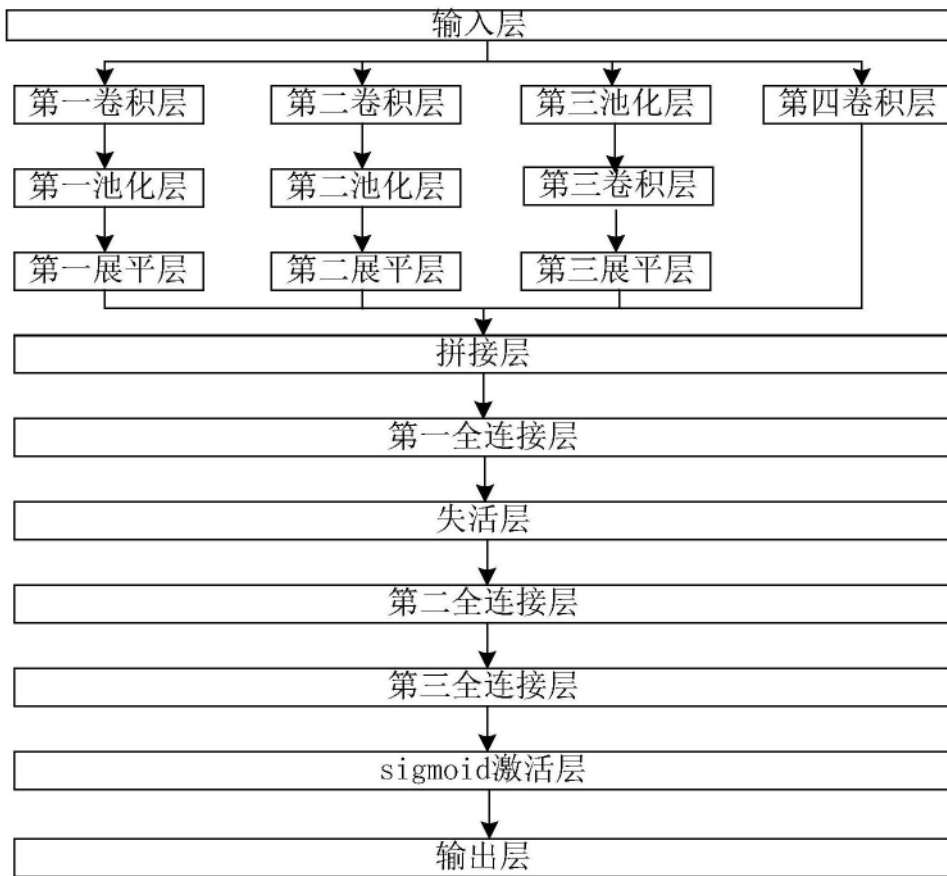 输入层
第一卷积层 第二卷积层 第三池化层 第四卷积层
第一池化层 第二池化层 第三卷积层
第一展平层 第二展平层 第三展平层
拼接层
第一全连接层
失活层
第二全连接层
第三全连接层
sigmoid激活层
输出层